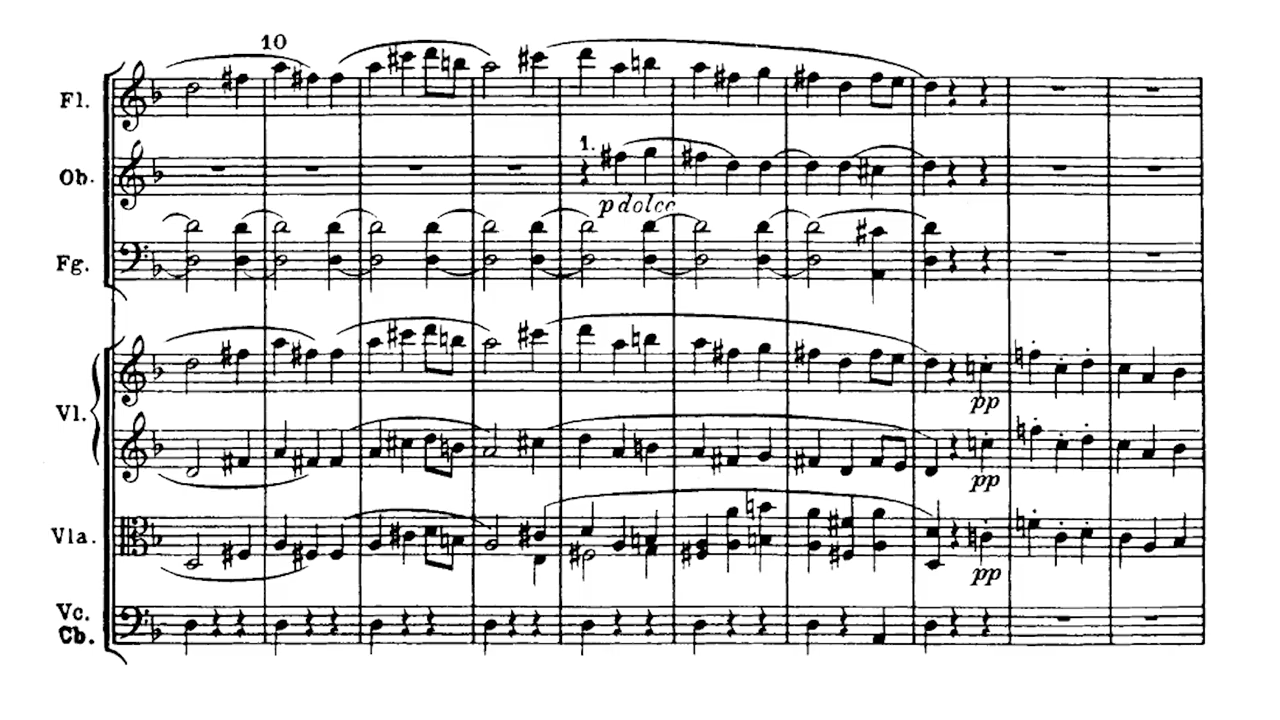 10
Fl.
1.
Ob.
p dolce
Fg.
Vl.
pp
pp
Vla.
pp
Vc.
Cb.